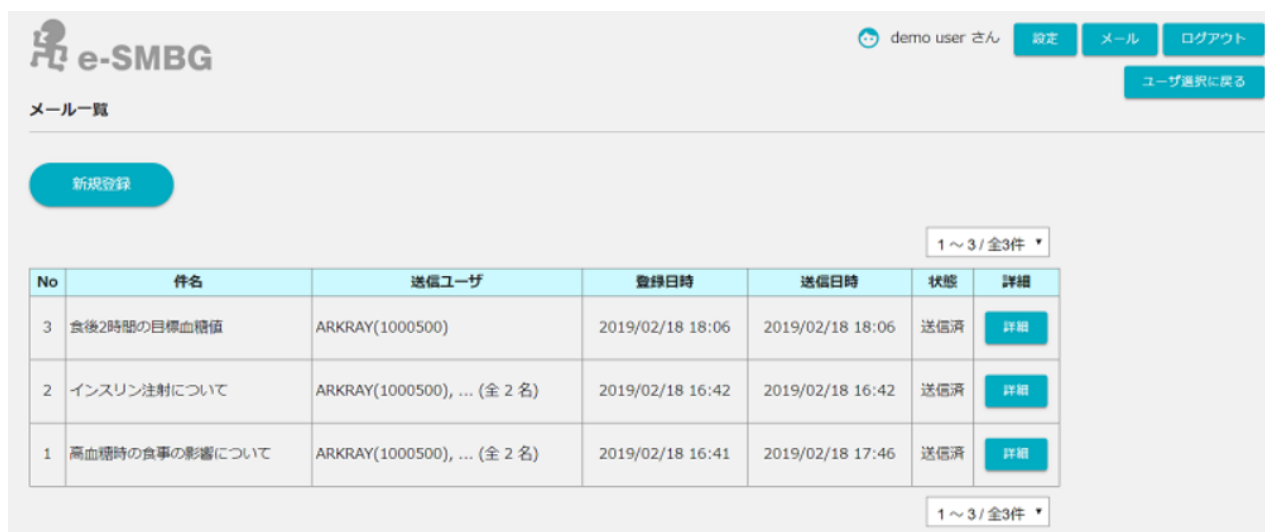 e-SMBG
demo user さん 設定 メール ログアウト
ユーザ選択に戻る
メール一覧
新規登録
1 ～ 3 / 全3件
No 件名 送信ユーザ 登録日時 送信日時 状態 詳細
3 食後2時間の目標血糖値 ARKRAY(1000500) 2019/02/18 18:06 2019/02/18 18:06 送信済 詳細
2 インスリン注射について ARKRAY(1000500), ... (全 2 名) 2019/02/18 16:42 2019/02/18 16:42 送信済 詳細
1 高血糖時の食事の影響について ARKRAY(1000500), ... (全 2 名) 2019/02/18 16:41 2019/02/18 17:46 送信済 詳細
1 ～ 3 / 全3件